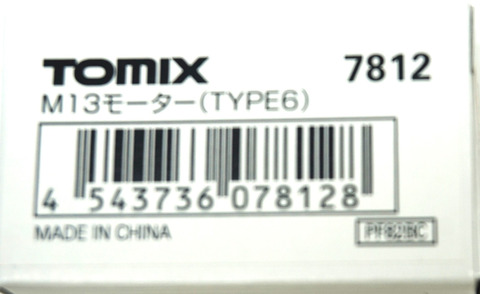 TOMIX 7812
M13モーター(TYPE6)
4 543736 078128
MADE IN CHINA